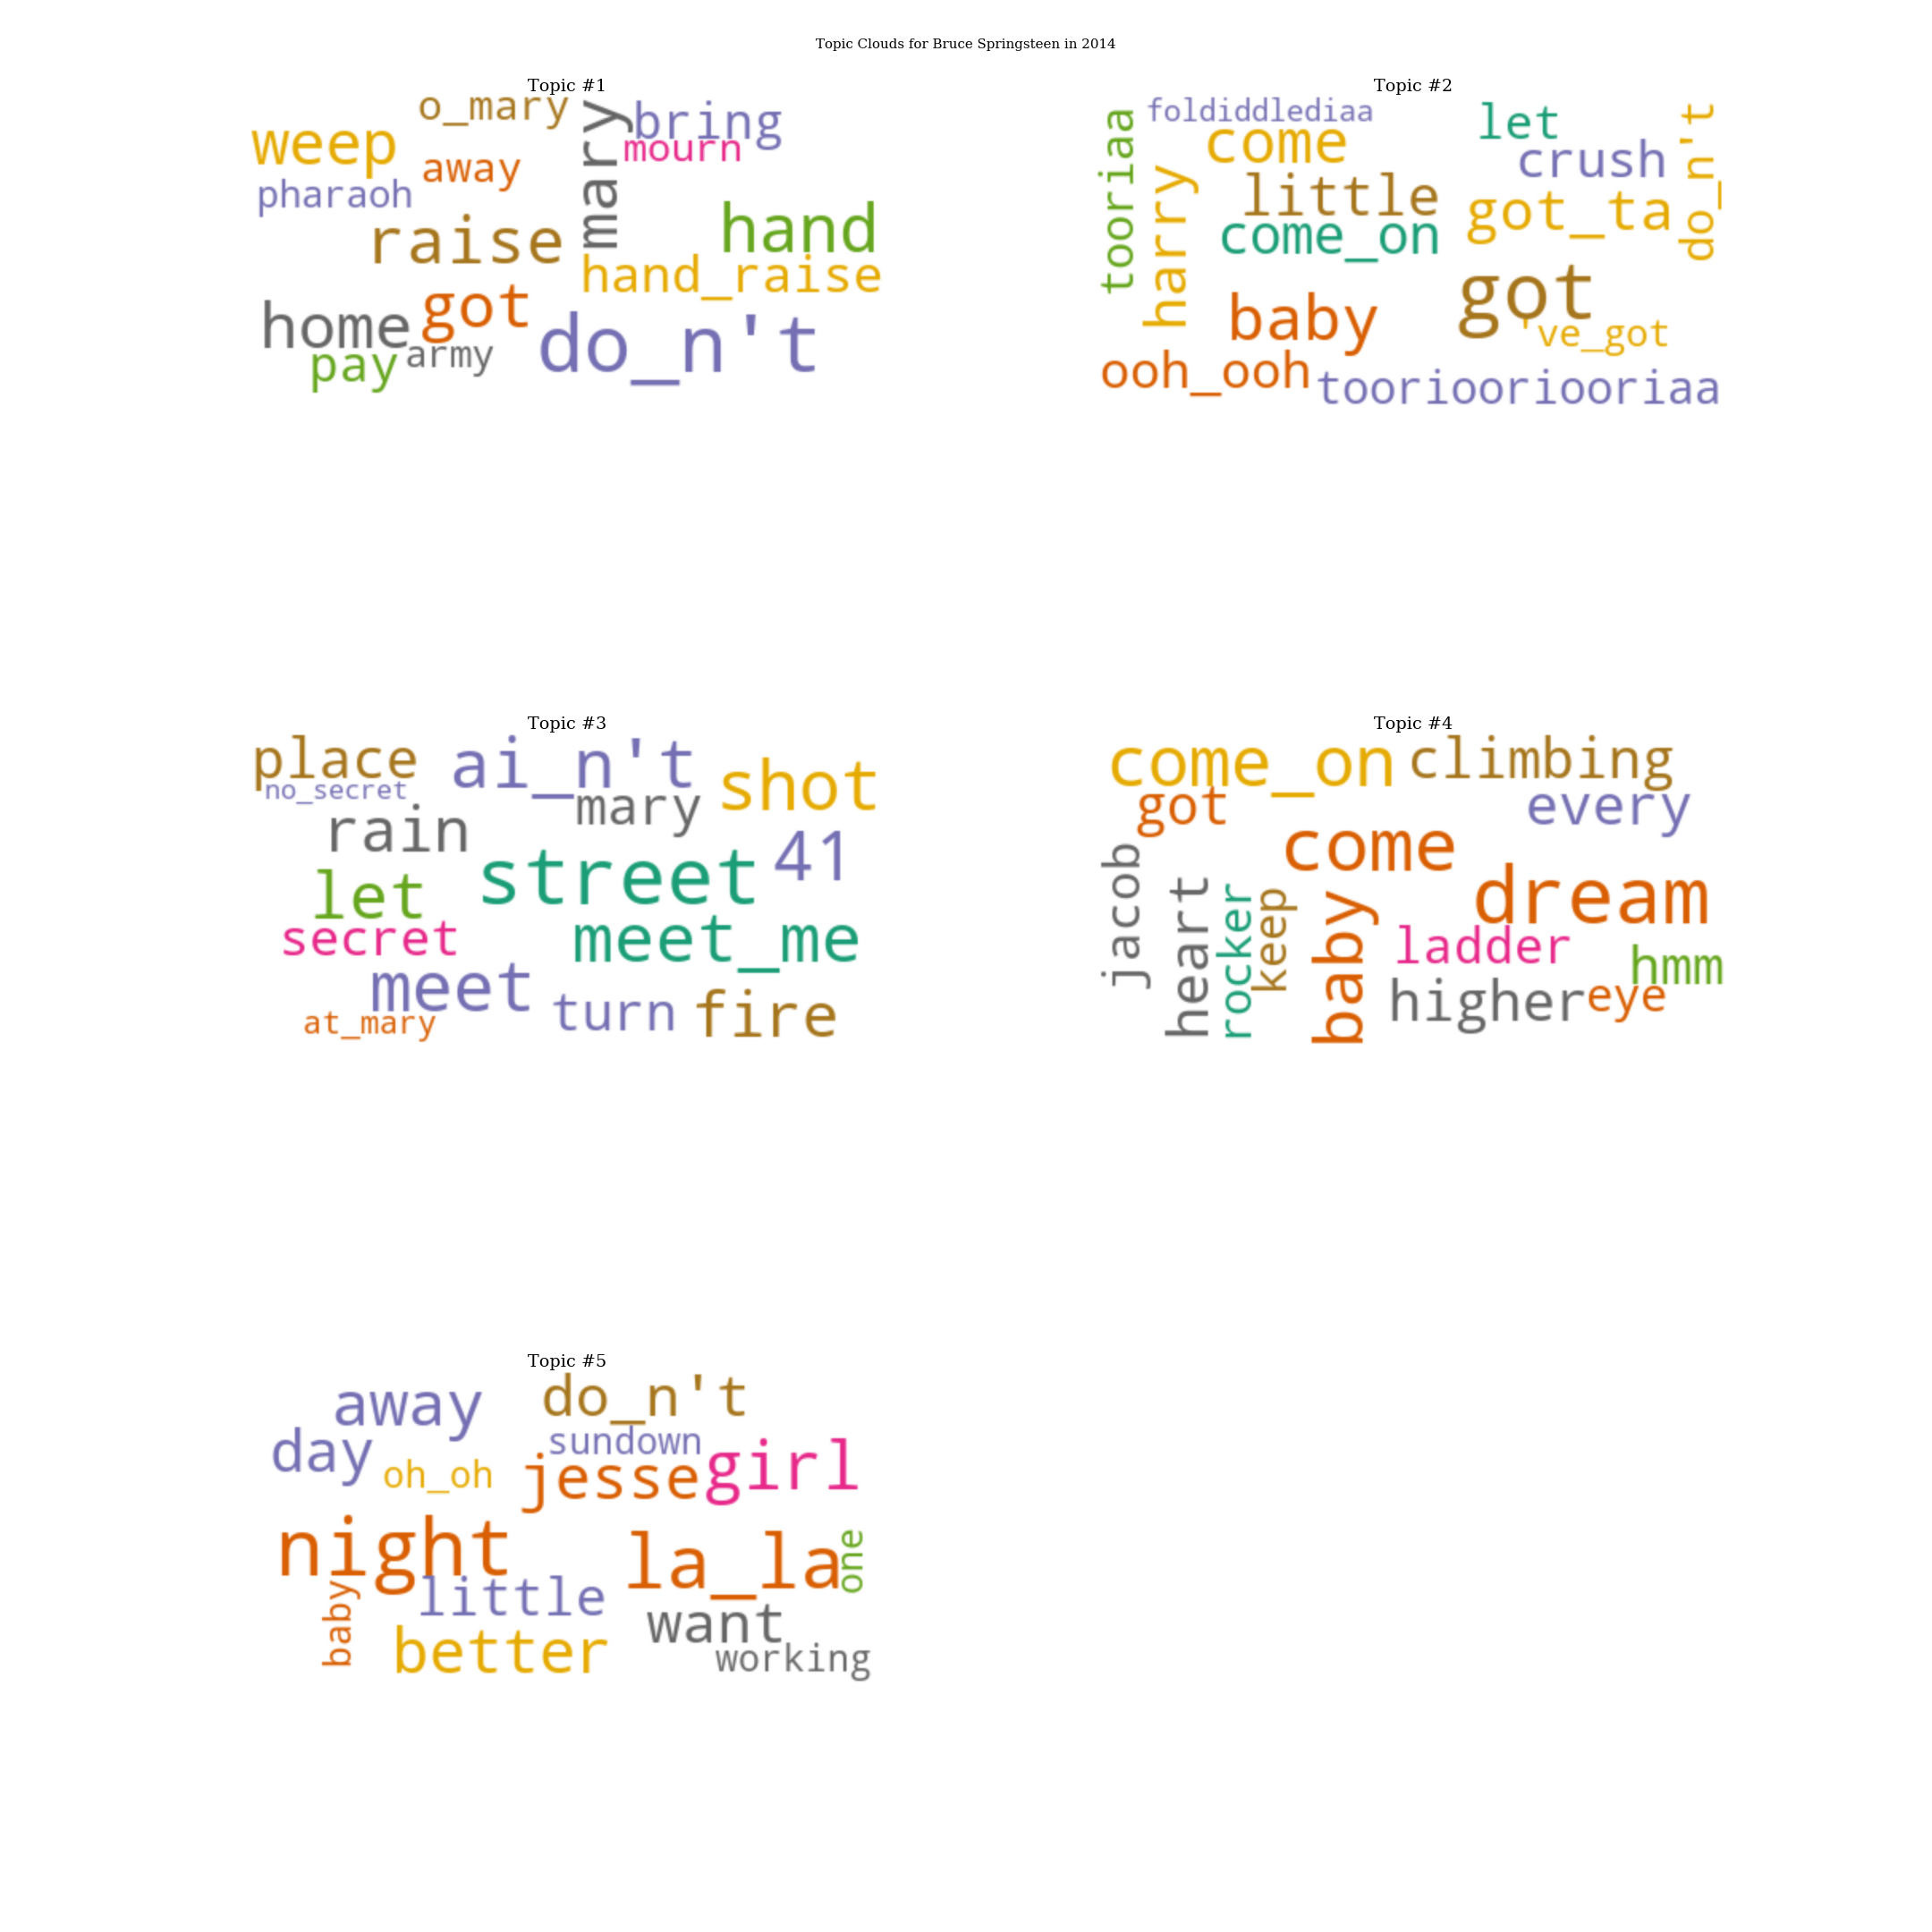 Topic Clouds for Bruce Springsteen in 2014
Topic #1
o_mary
mary
bring
weep
mourn
away
pharaoh
hand
raise
hand_raise
got
home
do_n't
army
pay
Topic #2
tooriaa
foldiddlediaa
let
do_n't
come
crush
harry
little
got_ta
come_on
got
baby
've_got
ooh_ooh
tooriooriooriaa
Topic #3
place
ai_n't
shot
no_secret
mary
rain
41
street
let
secret
meet_me
meet
turn
fire
at_mary
Topic #4
come_on
climbing
got
every
come
jacob
heart
rocker
keep
baby
dream
ladder
hmm
higher
eye
Topic #5
away
do_n't
day
sundown
girl
oh_oh
jesse
night
la_la
one
baby
little
want
better
working